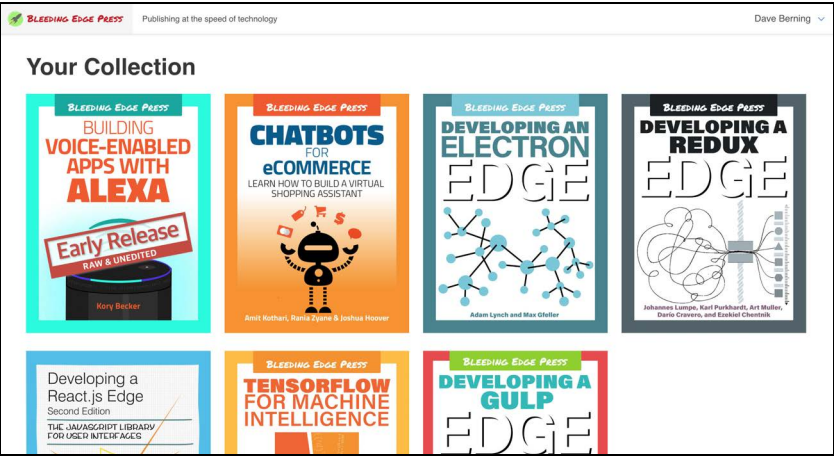 BLEEDING EDGE PRESS Publishing at the speed of technology Dave Berning
Your Collection
BLEEDING EDGE PRESS
BUILDING
VOICE-ENABLED
APPS WITH
ALEXA
Early Release
RAW & UNEDITED
Kory Becker
BLEEDING EDGE PRESS
CHATBOTS
FOR
eCOMMERCE
LEARN HOW TO BUILD A VIRTUAL
SHOPPING ASSISTANT
Amit Kothari, Rania Zyane & Joshua Hoover
BLEEDING EDGE PRESS
DEVELOPING AN
ELECTRON
EDGE
Adam Lynch and Max Gfeller
BLEEDING EDGE PRESS
DEVELOPING A
REDUX
EDGE
Johannes Lumpe, Karl Purkhardt, Art Muller,
Dario Cravero, and Ezekiel Chentnik
Developing a
React.js Edge
Second Edition
THE JAVASCRIPT LIBRARY
FOR USER INTERFACES
BLEEDING EDGE PRESS
TENSORFLOW
FOR MACHINE
INTELLIGENCE
BLEEDING EDGE PRESS
DEVELOPING A
GULP
EDGE